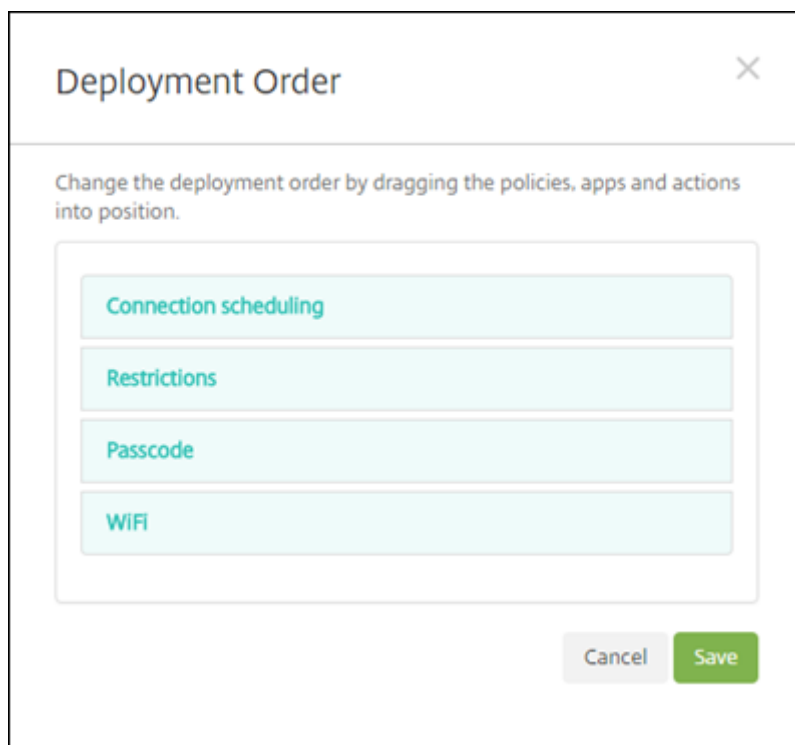 Deployment Order
Change the deployment order by dragging the policies, apps and actions
into position.
Connection scheduling
Restrictions
Passcode
WiFi
Cancel
Save